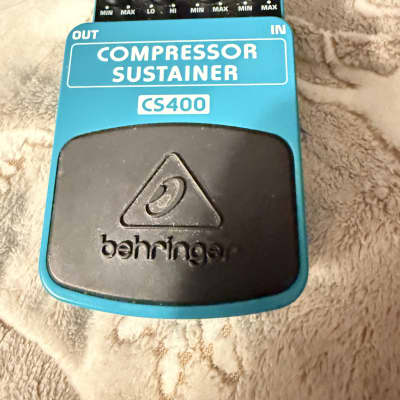 MIN MAX LO HI MIN MAX MIN MAX
OUT IN
COMPRESSOR
SUSTAINER
CS400
behringer